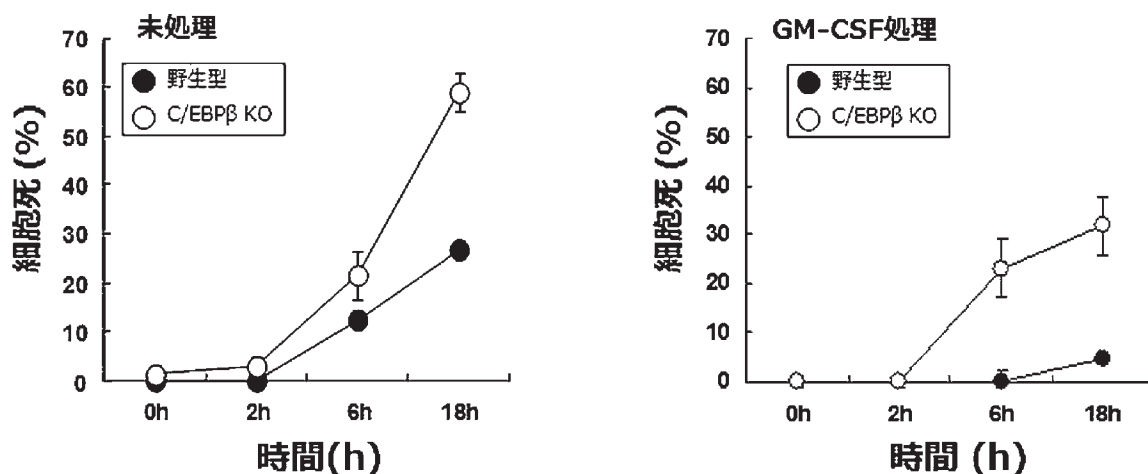 未処理
70
60
50
40
30
20
10
0
細胞死 (%)
野生型
C/EBPβ KO
0h
2h
6h
18h
時間(h)
GM-CSF処理
70
60
50
40
30
20
10
0
細胞死 (%)
野生型
C/EBPβ KO
0h
2h
6h
18h
時間 (h)